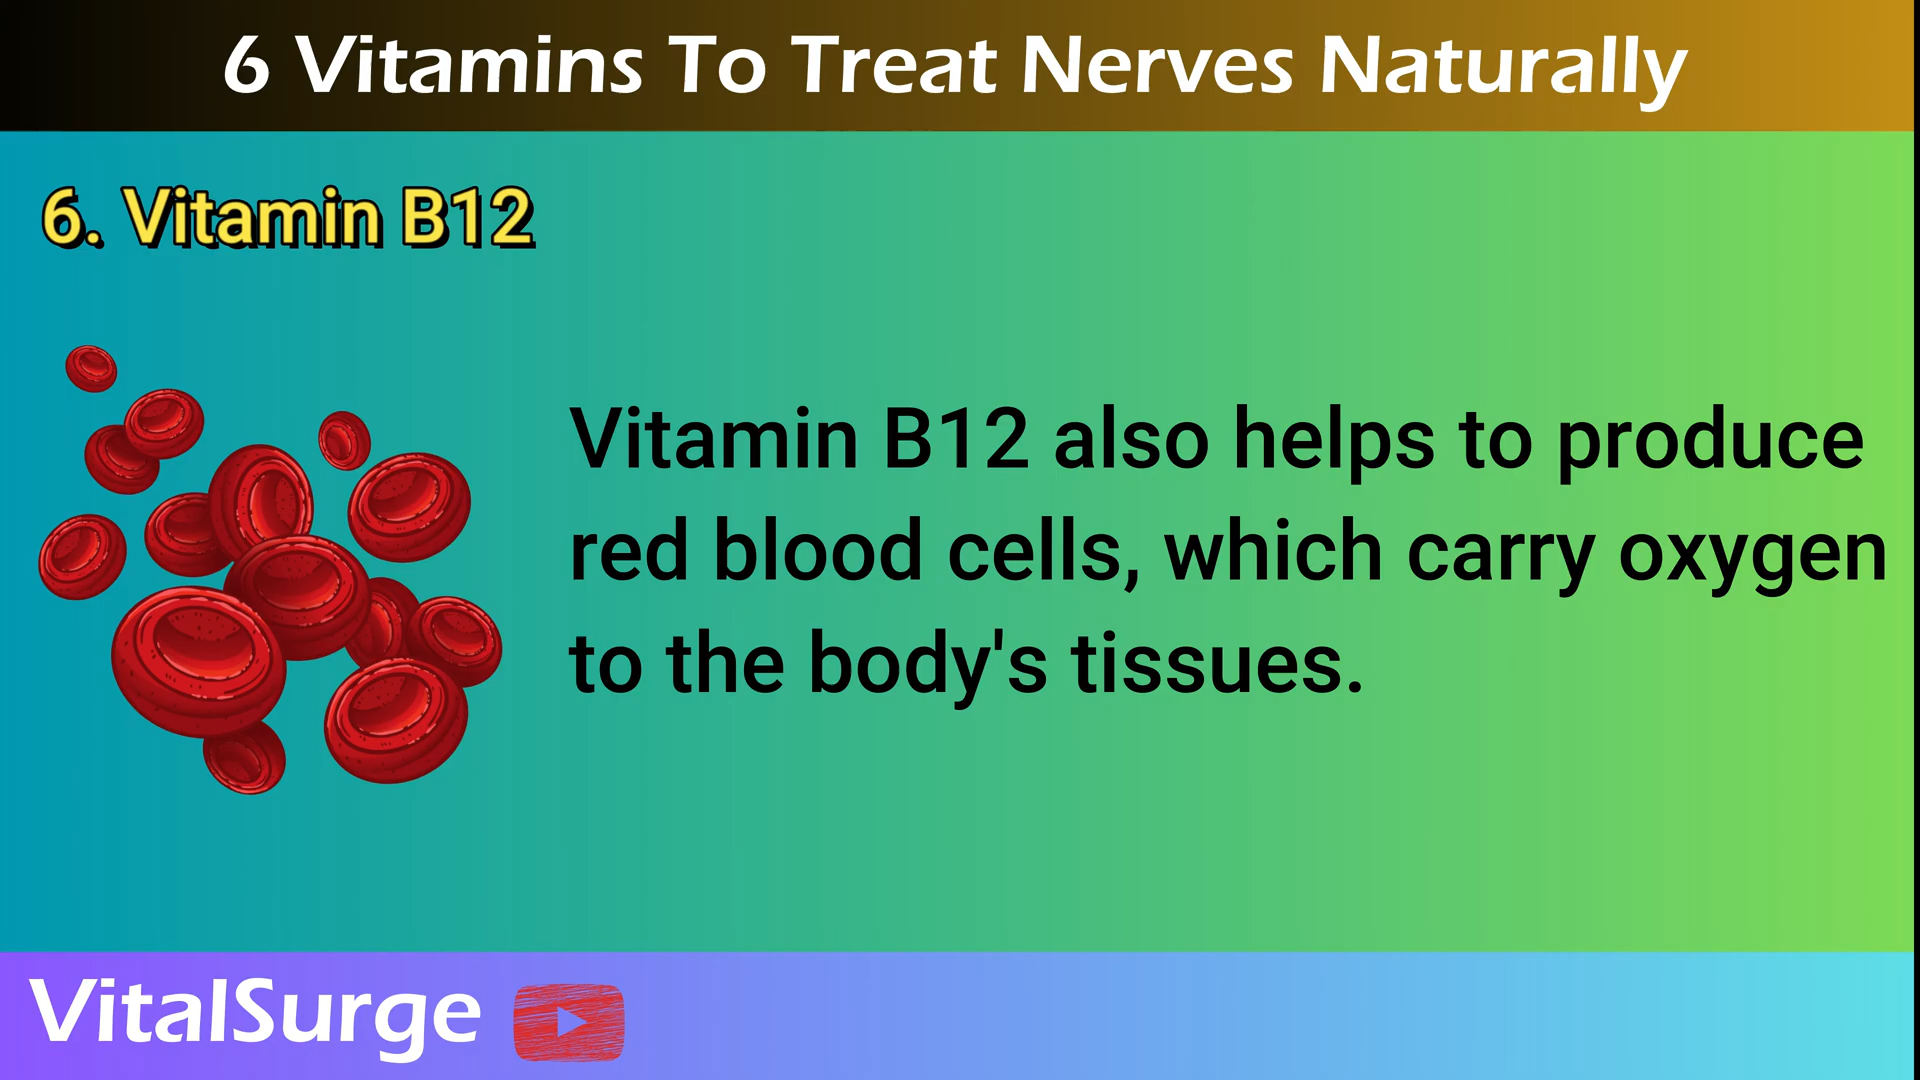 6 Vitamins To Treat Nerves Naturally
6. Vitamin B12
Vitamin B12 also helps to produce
red blood cells, which carry oxygen
to the body's tissues.
VitalSurge